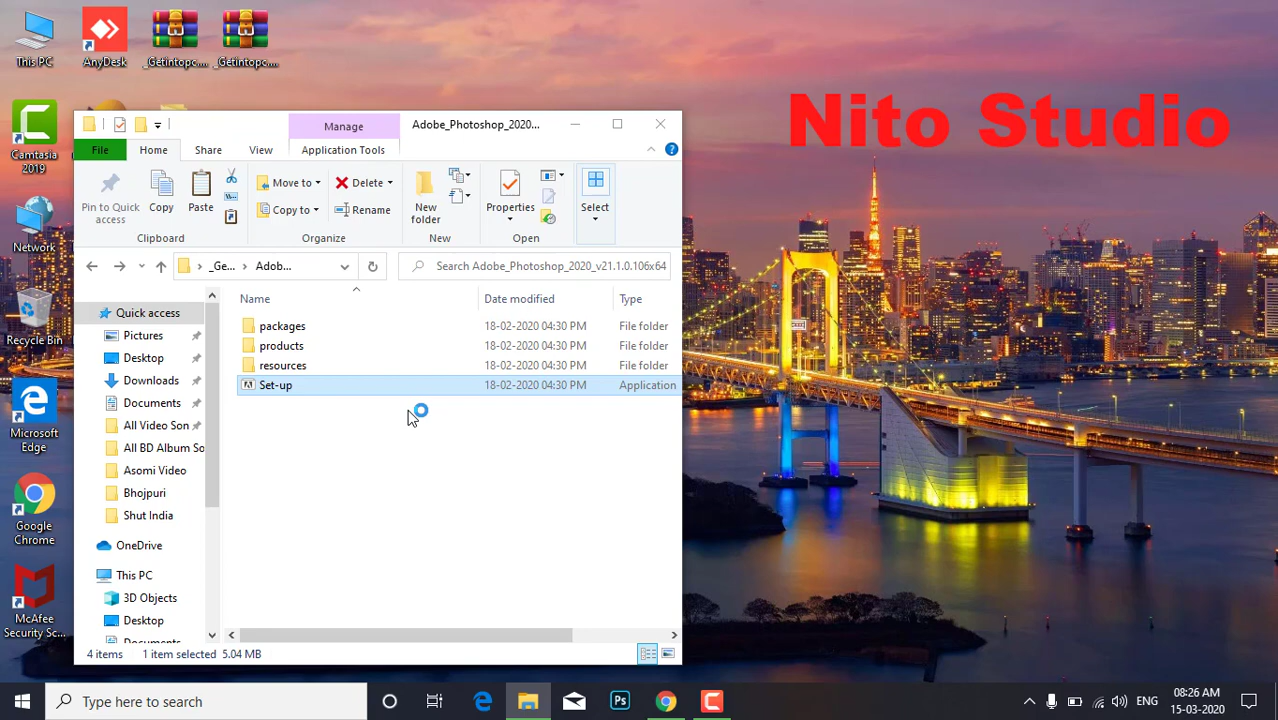 This PC
AnyDesk
_Getintopc....
_Getintopc....
Nito Studio
Camtasia
2019
Network
Recycle Bin
Microsoft
Edge
Google
Chrome
McAfee
Security Sc...
Manage
Adobe_Photoshop_2020...
File
Home
Share
View
Application Tools
Pin to Quick
access
Copy
Paste
Move to
Copy to
Delete
Rename
New
folder
Properties
Open
Select
Clipboard
Organize
New
_Ge...
Adob...
Search Adobe_Photoshop_2020_v21.1.0.106x64
Name
Date modified
Type
packages 18-02-2020 04:30 PM File folder
products 18-02-2020 04:30 PM File folder
resources 18-02-2020 04:30 PM File folder
Set-up 18-02-2020 04:30 PM Application
Quick access
Pictures
Desktop
Downloads
Documents
All Video Son
All BD Album So
Asomi Video
Bhojpuri
Shut India
OneDrive
This PC
3D Objects
Desktop
4 items
1 item selected 5.04 MB
Type here to search
Ps
ENG
08:26 AM
15-03-2020